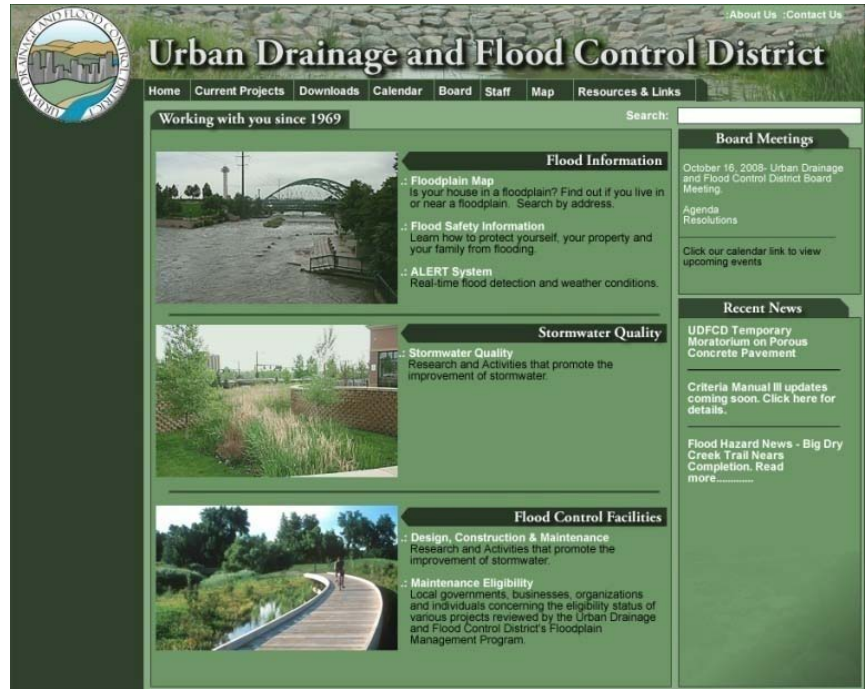 :About Us :Contact Us
URBAN DRAINAGE AND FLOOD CONTROL DISTRICT
Urban Drainage and Flood Control District
Home Current Projects Downloads Calendar Board Staff Map Resources & Links
Working with you since 1969
Search:
Flood Information
.: Floodplain Map
Is your house in a floodplain? Find out if you live in
or near a floodplain. Search by address.
.: Flood Safety Information
Learn how to protect yourself, your property and
your family from flooding.
.: ALERT System
Real-time flood detection and weather conditions.
Stormwater Quality
.: Stormwater Quality
Research and Activities that promote the
improvement of stormwater.
Flood Control Facilities
.: Design, Construction & Maintenance
Research and Activities that promote the
improvement of stormwater.
.: Maintenance Eligibility
Local governments, businesses, organizations
and individuals concerning the eligibility status of
various projects reviewed by the Urban Drainage
and Flood Control District's Floodplain
Management Program.
Board Meetings
October 16, 2008- Urban Drainage
and Flood Control District Board
Meeting.
Agenda
Resolutions
Click our calendar link to view
upcoming events
Recent News
UDFCD Temporary
Moratorium on Porous
Concrete Pavement
Criteria Manual III updates
coming soon. Click here for
details.
Flood Hazard News - Big Dry
Creek Trail Nears
Completion. Read
more.............